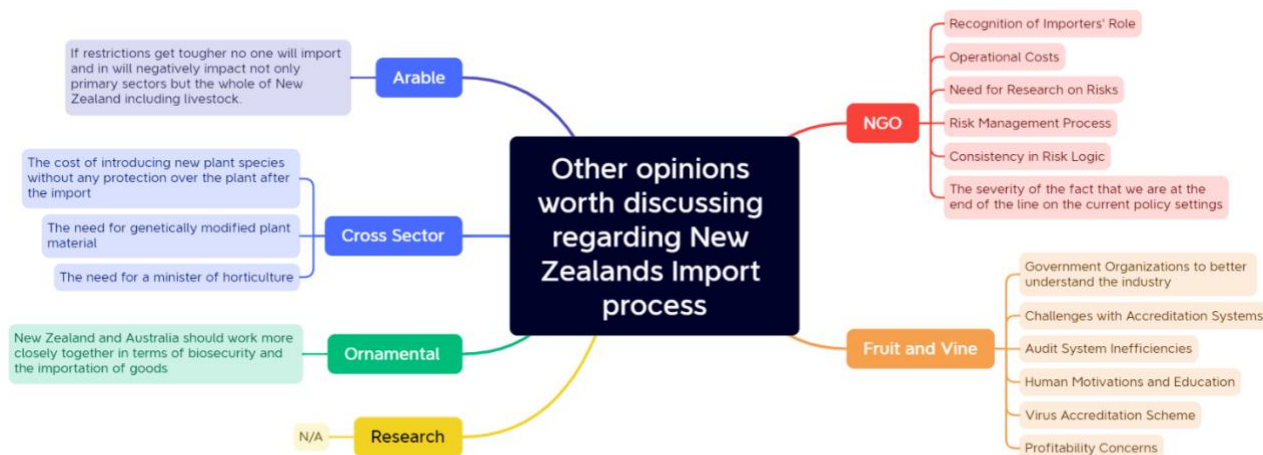 Other opinions
worth discussing
regarding New
Zealands Import
process
Arable
If restrictions get tougher no one will import
and in will negatively impact not only
primary sectors but the whole of New
Zealand including livestock.
Cross Sector
The cost of introducing new plant species
without any protection over the plant after
the import
The need for genetically modified plant
material
The need for a minister of horticulture
Ornamental
New Zealand and Australia should work more
closely together in terms of biosecurity and
the importation of goods
Research
N/A
NGO
Recognition of Importers' Role
Operational Costs
Need for Research on Risks
Risk Management Process
Consistency in Risk Logic
The severity of the fact that we are at the
end of the line on the current policy settings
Fruit and Vine
Government Organizations to better
understand the industry
Challenges with Accreditation Systems
Audit System Inefficiencies
Human Motivations and Education
Virus Accreditation Scheme
Profitability Concerns